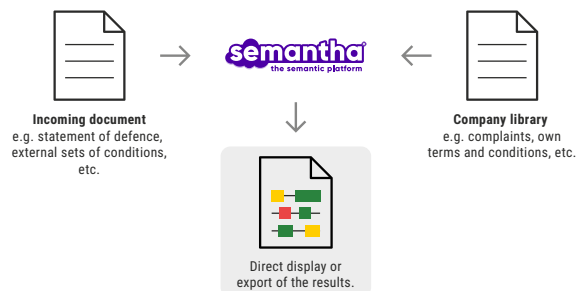 semantha®
the semantic platform
Incoming document
e.g. statement of defence,
external sets of conditions,
etc.
Company library
e.g. complaints, own
terms and conditions, etc.
Direct display or
export of the results.